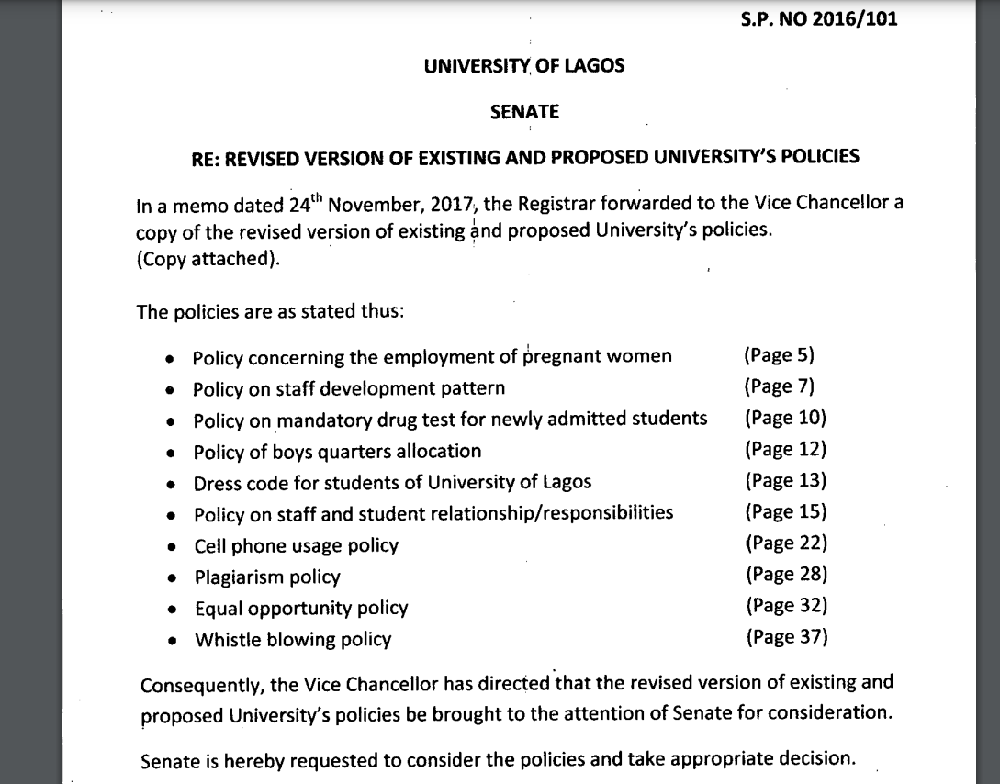 S.P. NO 2016/101
UNIVERSITY OF LAGOS
SENATE
RE: REVISED VERSION OF EXISTING AND PROPOSED UNIVERSITY'S POLICIES
In a memo dated 24th November, 2017, the Registrar forwarded to the Vice Chancellor a
copy of the revised version of existing and proposed University's policies.
(Copy attached).
The policies are as stated thus:
• Policy concerning the employment of pregnant women (Page 5)
• Policy on staff development pattern (Page 7)
• Policy on mandatory drug test for newly admitted students (Page 10)
• Policy of boys quarters allocation (Page 12)
• Dress code for students of University of Lagos (Page 13)
• Policy on staff and student relationship/responsibilities (Page 15)
• Cell phone usage policy (Page 22)
• Plagiarism policy (Page 28)
• Equal opportunity policy (Page 32)
• Whistle blowing policy (Page 37)
Consequently, the Vice Chancellor has directed that the revised version of existing and
proposed University's policies be brought to the attention of Senate for consideration.
Senate is hereby requested to consider the policies and take appropriate decision.